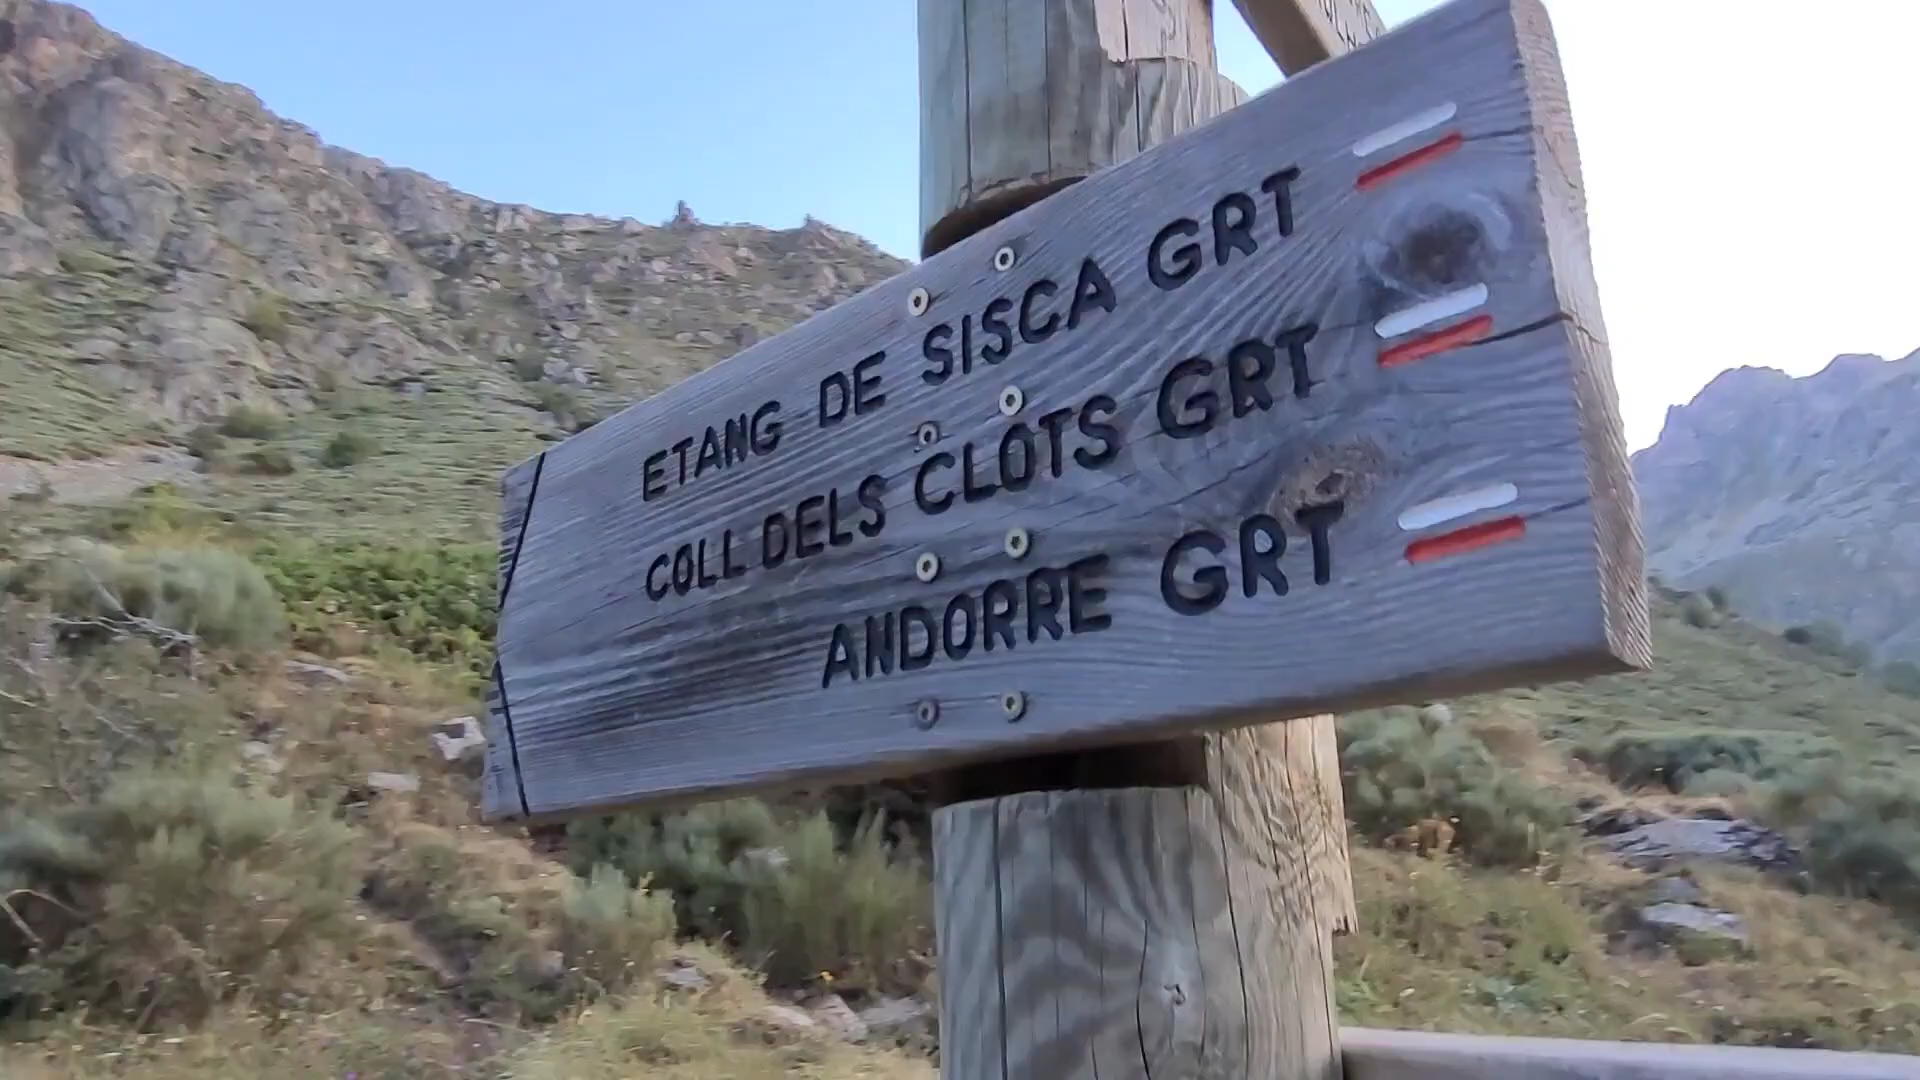 ETANG DE SISCA GRT
COLL DELS CLOTS GRT
ANDORRE GRT